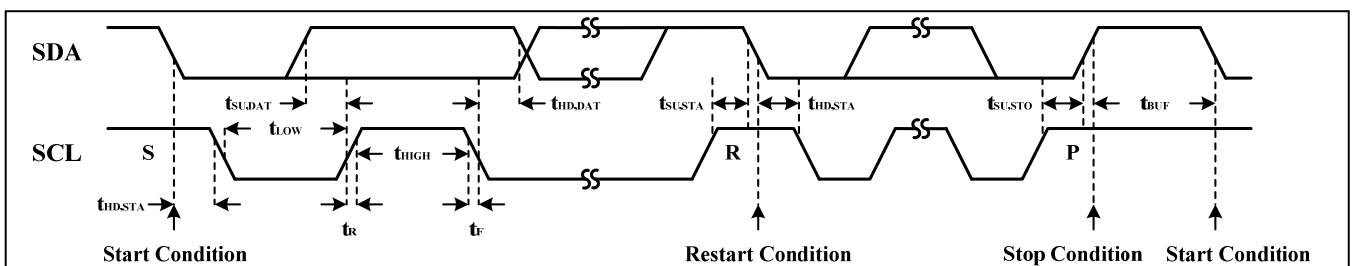 SDA
tSU,DAT tHD,DAT tSU,STA tHD,STA tSU,STO tBUF
tLOW
SCL S tHIGH R P
tHD,STA
tR tF
Start Condition Restart Condition Stop Condition Start Condition